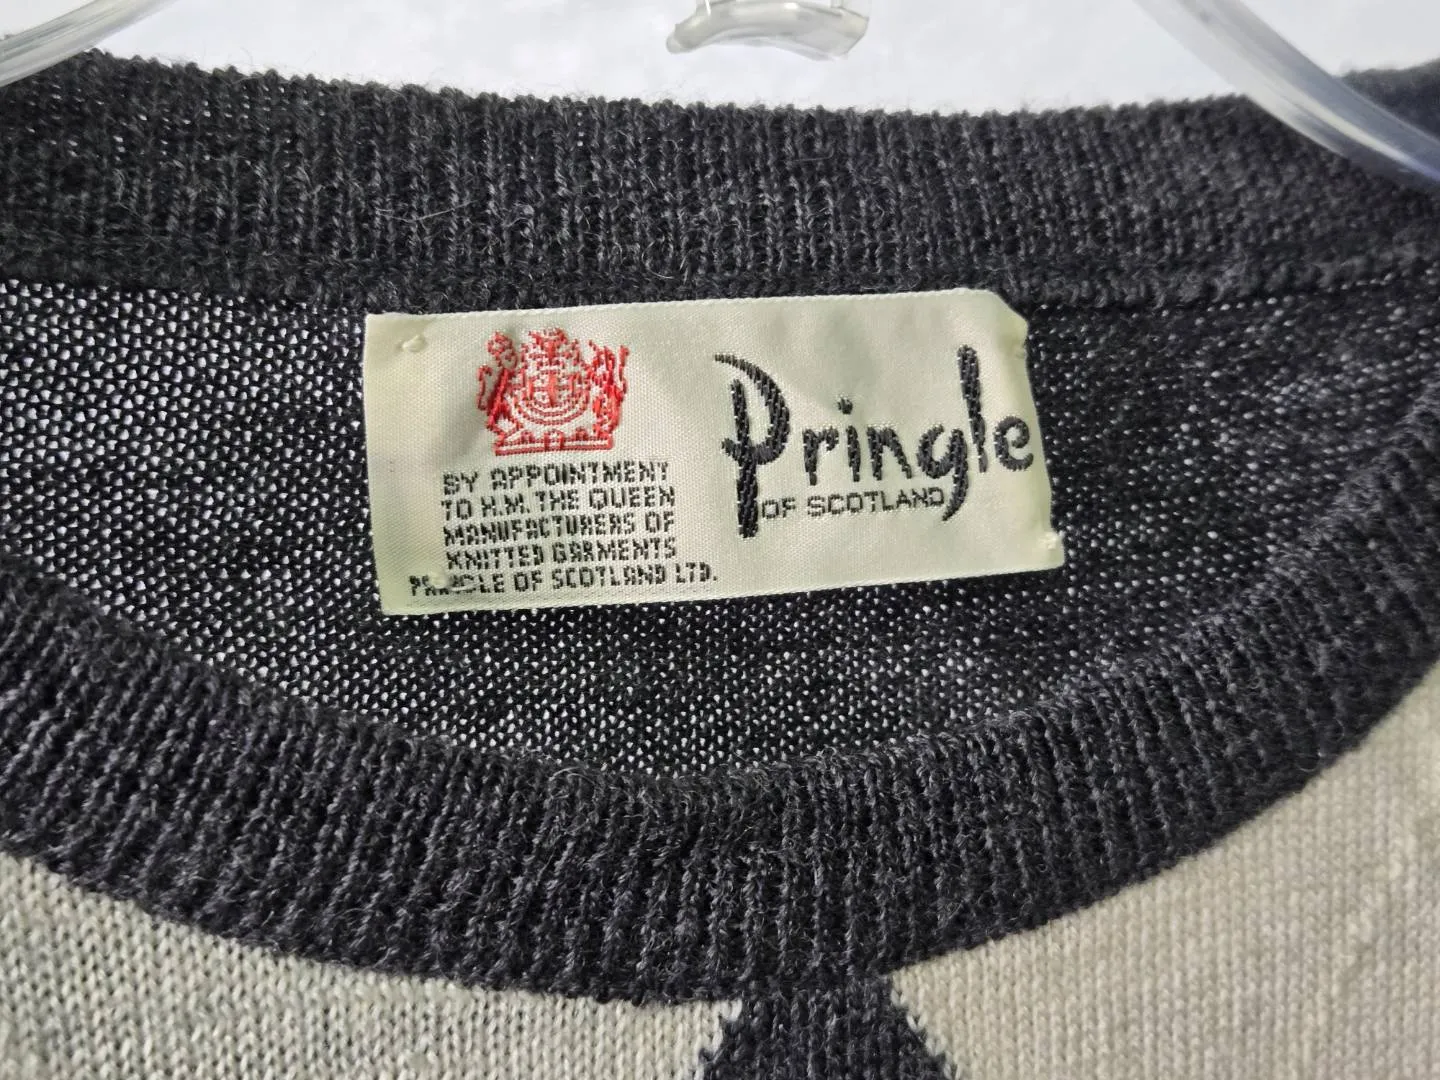 BY APPOINTMENT
TO H.M. THE QUEEN
MANUFACTURERS OF
KNITTED GARMENTS
PRINGLE OF SCOTLAND LTD.
Pringle
OF SCOTLAND